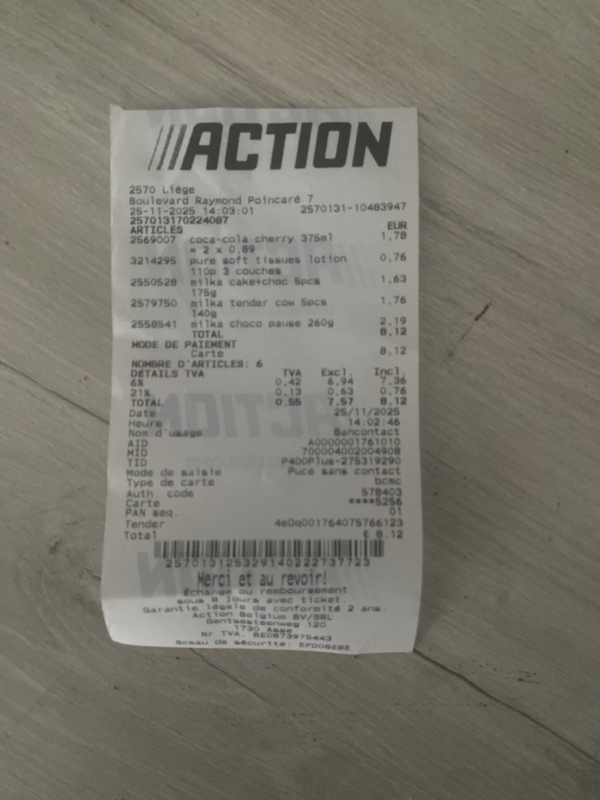 ACTION
2570 Liége
Boulevard Raymond Poincaré 7
25-11-2025 14:03:01 2570131-10483947
257013170224087
ARTICLES EUR
2569007 coca-cola cherry 375ml 1,78
= 2 x 0.89
3214295 pure soft tissues lotion 0,76
110p 3 couches
2550528 milka cake+choc 5pcs 1,63
175g
2579750 milka tender cow 5pcs 1,76
140g
2558541 milka choco pause 260g 2,19
TOTAL 8,12
MODE DE PAIEMENT
Carte 8,12
NOMBRE D'ARTICLES: 6
DÉTAILS TVA TVA Excl. Incl.
6% 0,42 6,94 7,36
21% 0,13 0,63 0,76
TOTAL 0,55 7,57 8,12
Date 25/11/2025
Heure 14:02:46
Nom d'usage Bancontact
AID A0000001761010
MID 700004002004908
TID P400Plus-275319290
Mode de saisie Puce sans contact
Type de carte bcmc
Auth. code 578403
Carte ****5256
PAN seq. 01
Tender 4e0q001764075766123
Total € 8.12
2570131253291402227 37723
Merci et au revoir!
Échange ou remboursement
sous 8 jours avec ticket.
Garantie légale de conformité 2 ans.
Action Belgium BV/SRL
Gentsesteenweg 120
1730 Asse
Nr TVA. BE0873975443
Sceau de sécurité: